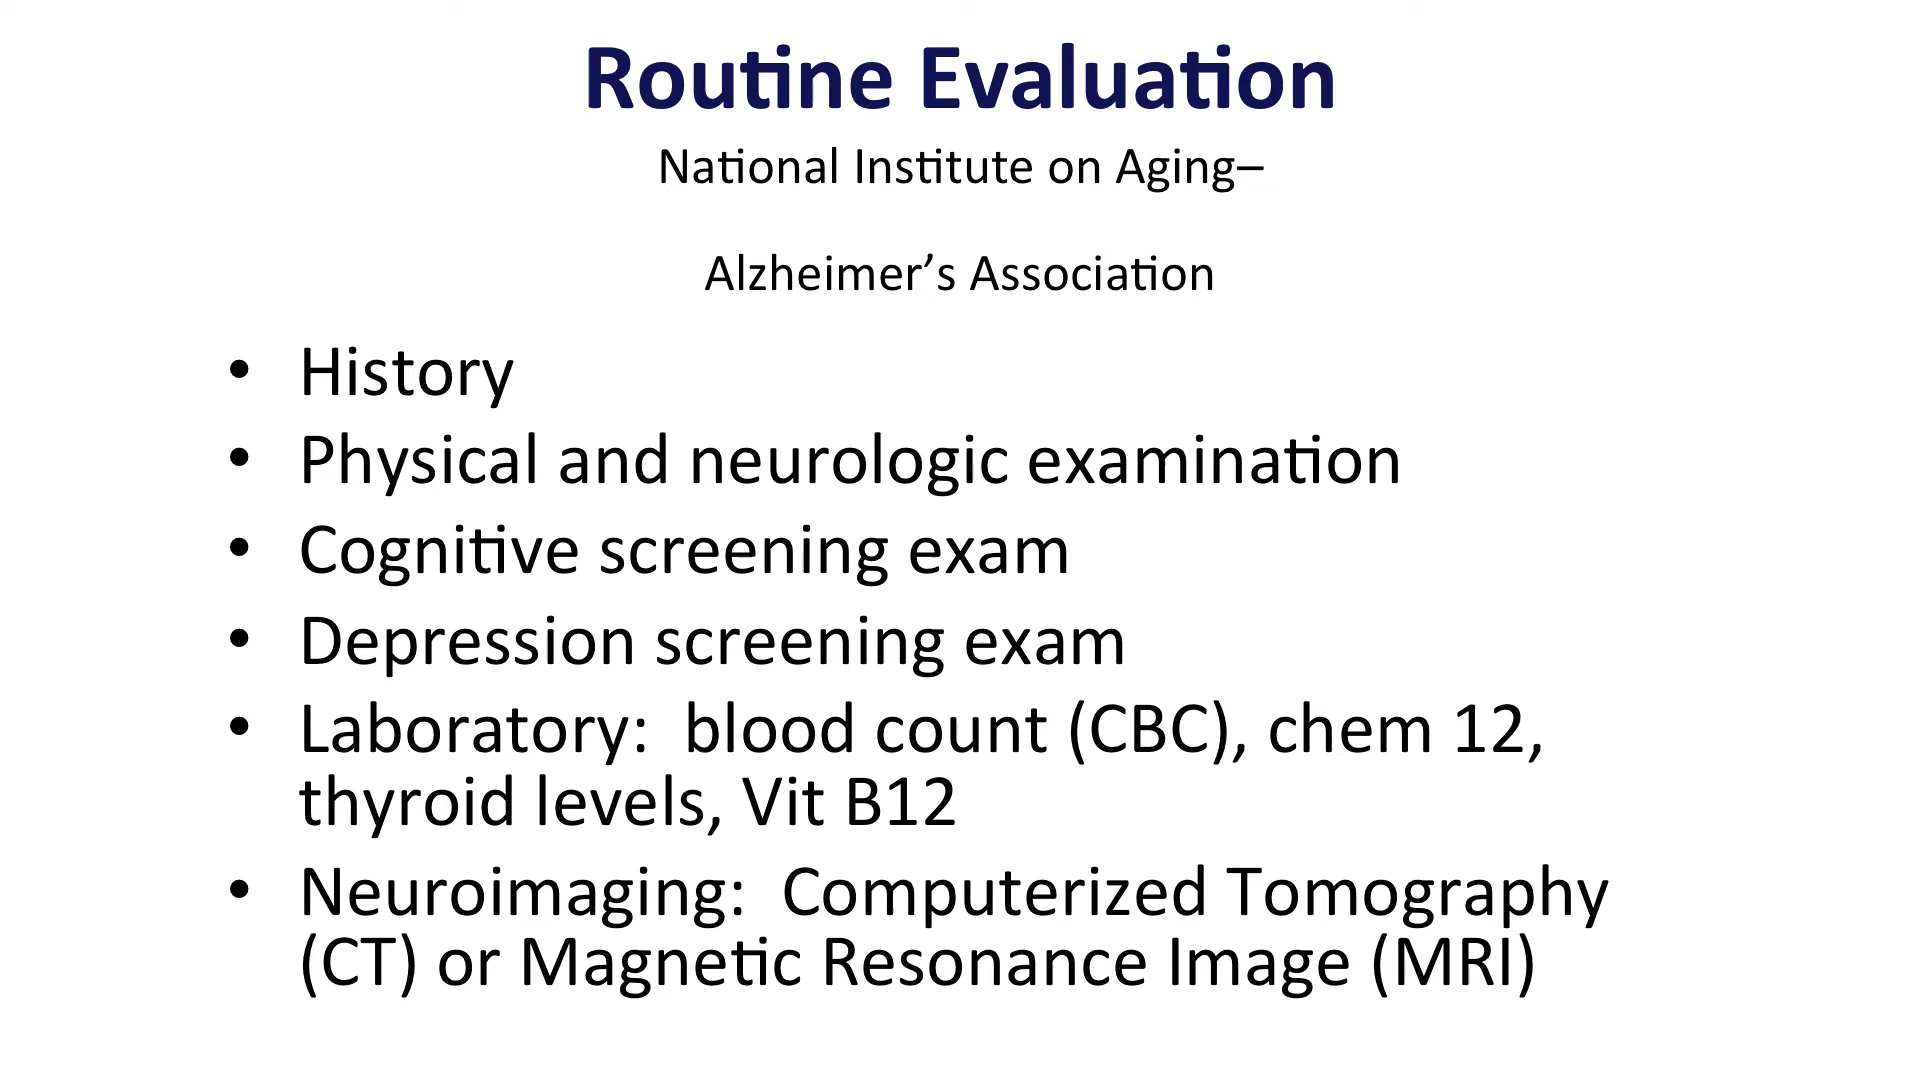 Routine Evaluation
National Institute on Aging–
Alzheimer’s Association
• History
• Physical and neurologic examination
• Cognitive screening exam
• Depression screening exam
• Laboratory:  blood count (CBC), chem 12,
thyroid levels, Vit B12
• Neuroimaging:  Computerized Tomography
(CT) or Magnetic Resonance Image (MRI)